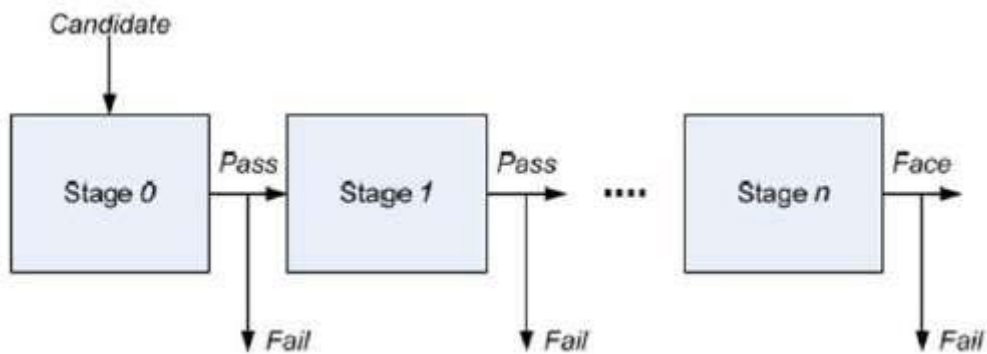 Candidate
Pass
Pass
Face
Stage 0
Stage 1
....
Stage n
Fail
Fail
Fail